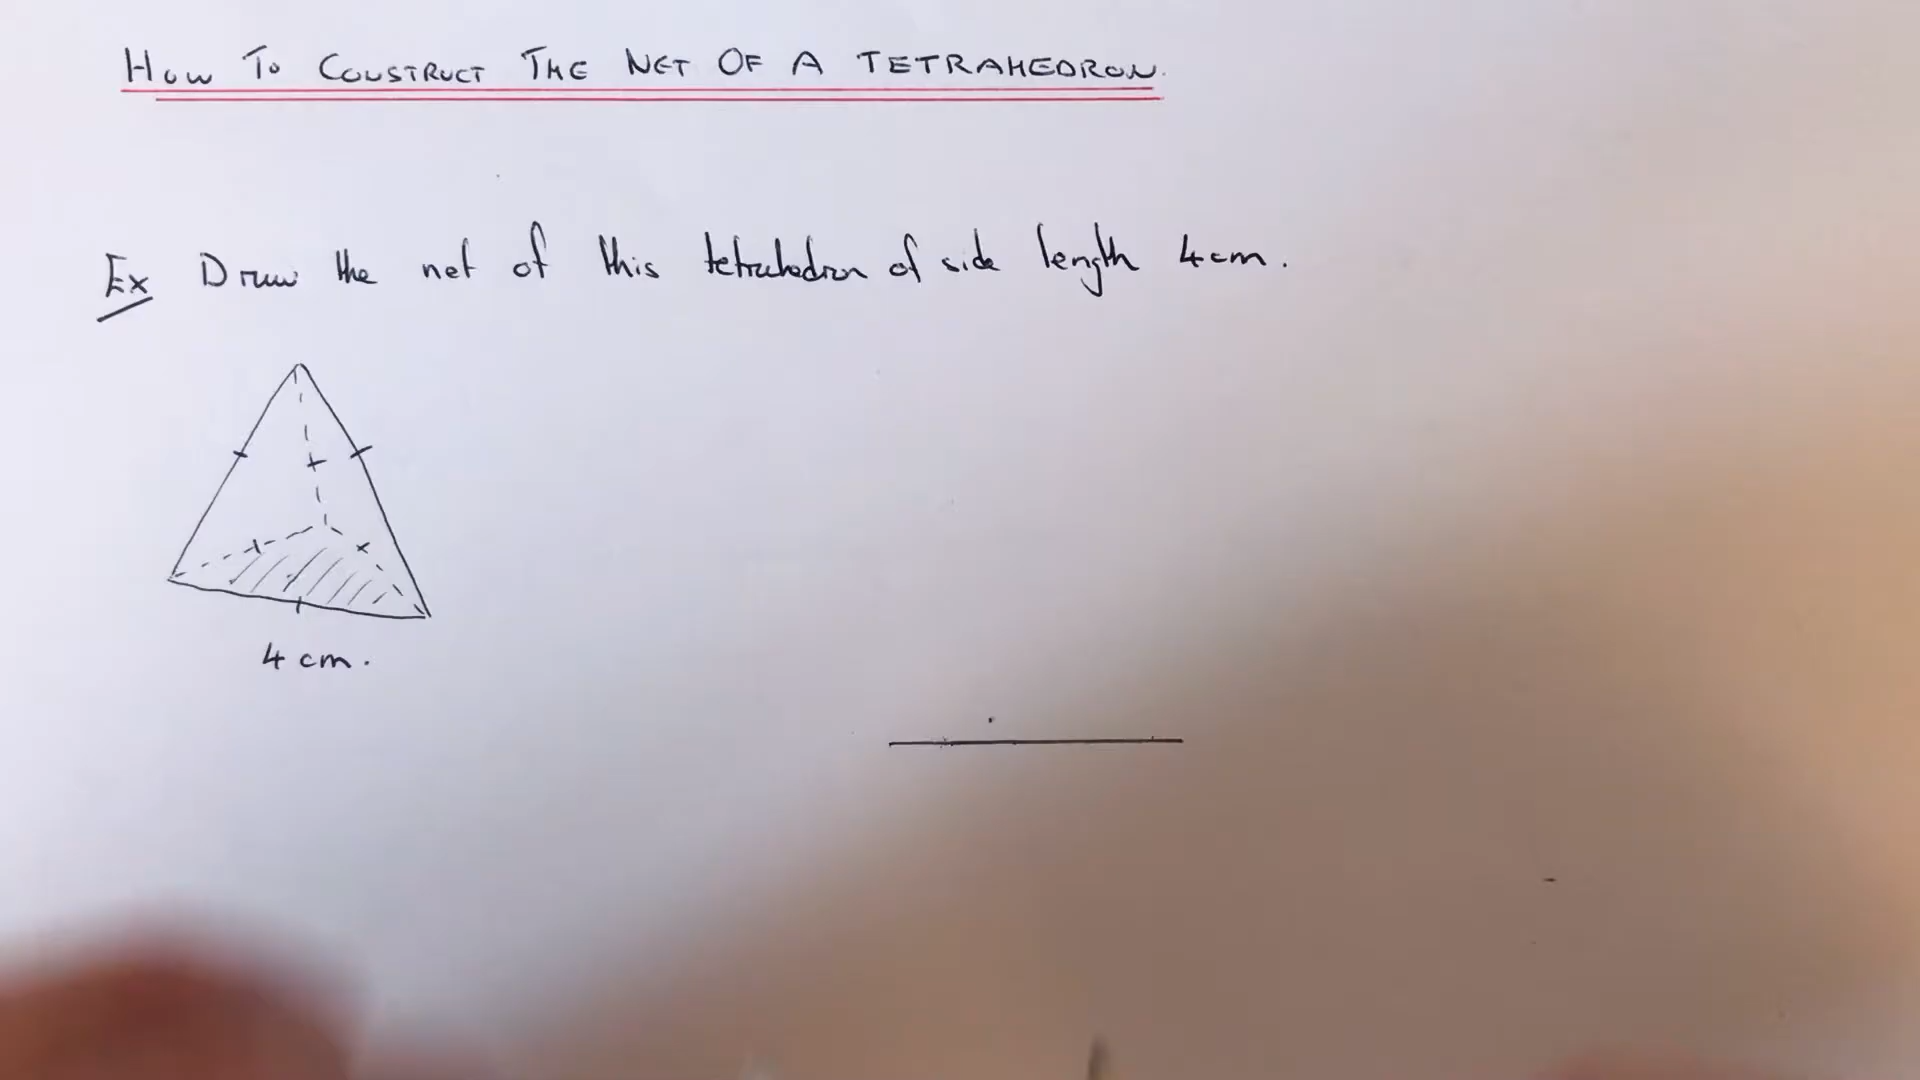 HOW TO CONSTRUCT THE NET OF A TETRAHEDRON.
Ex Draw the net of this tetrahedron of side length 4cm.
4 cm.